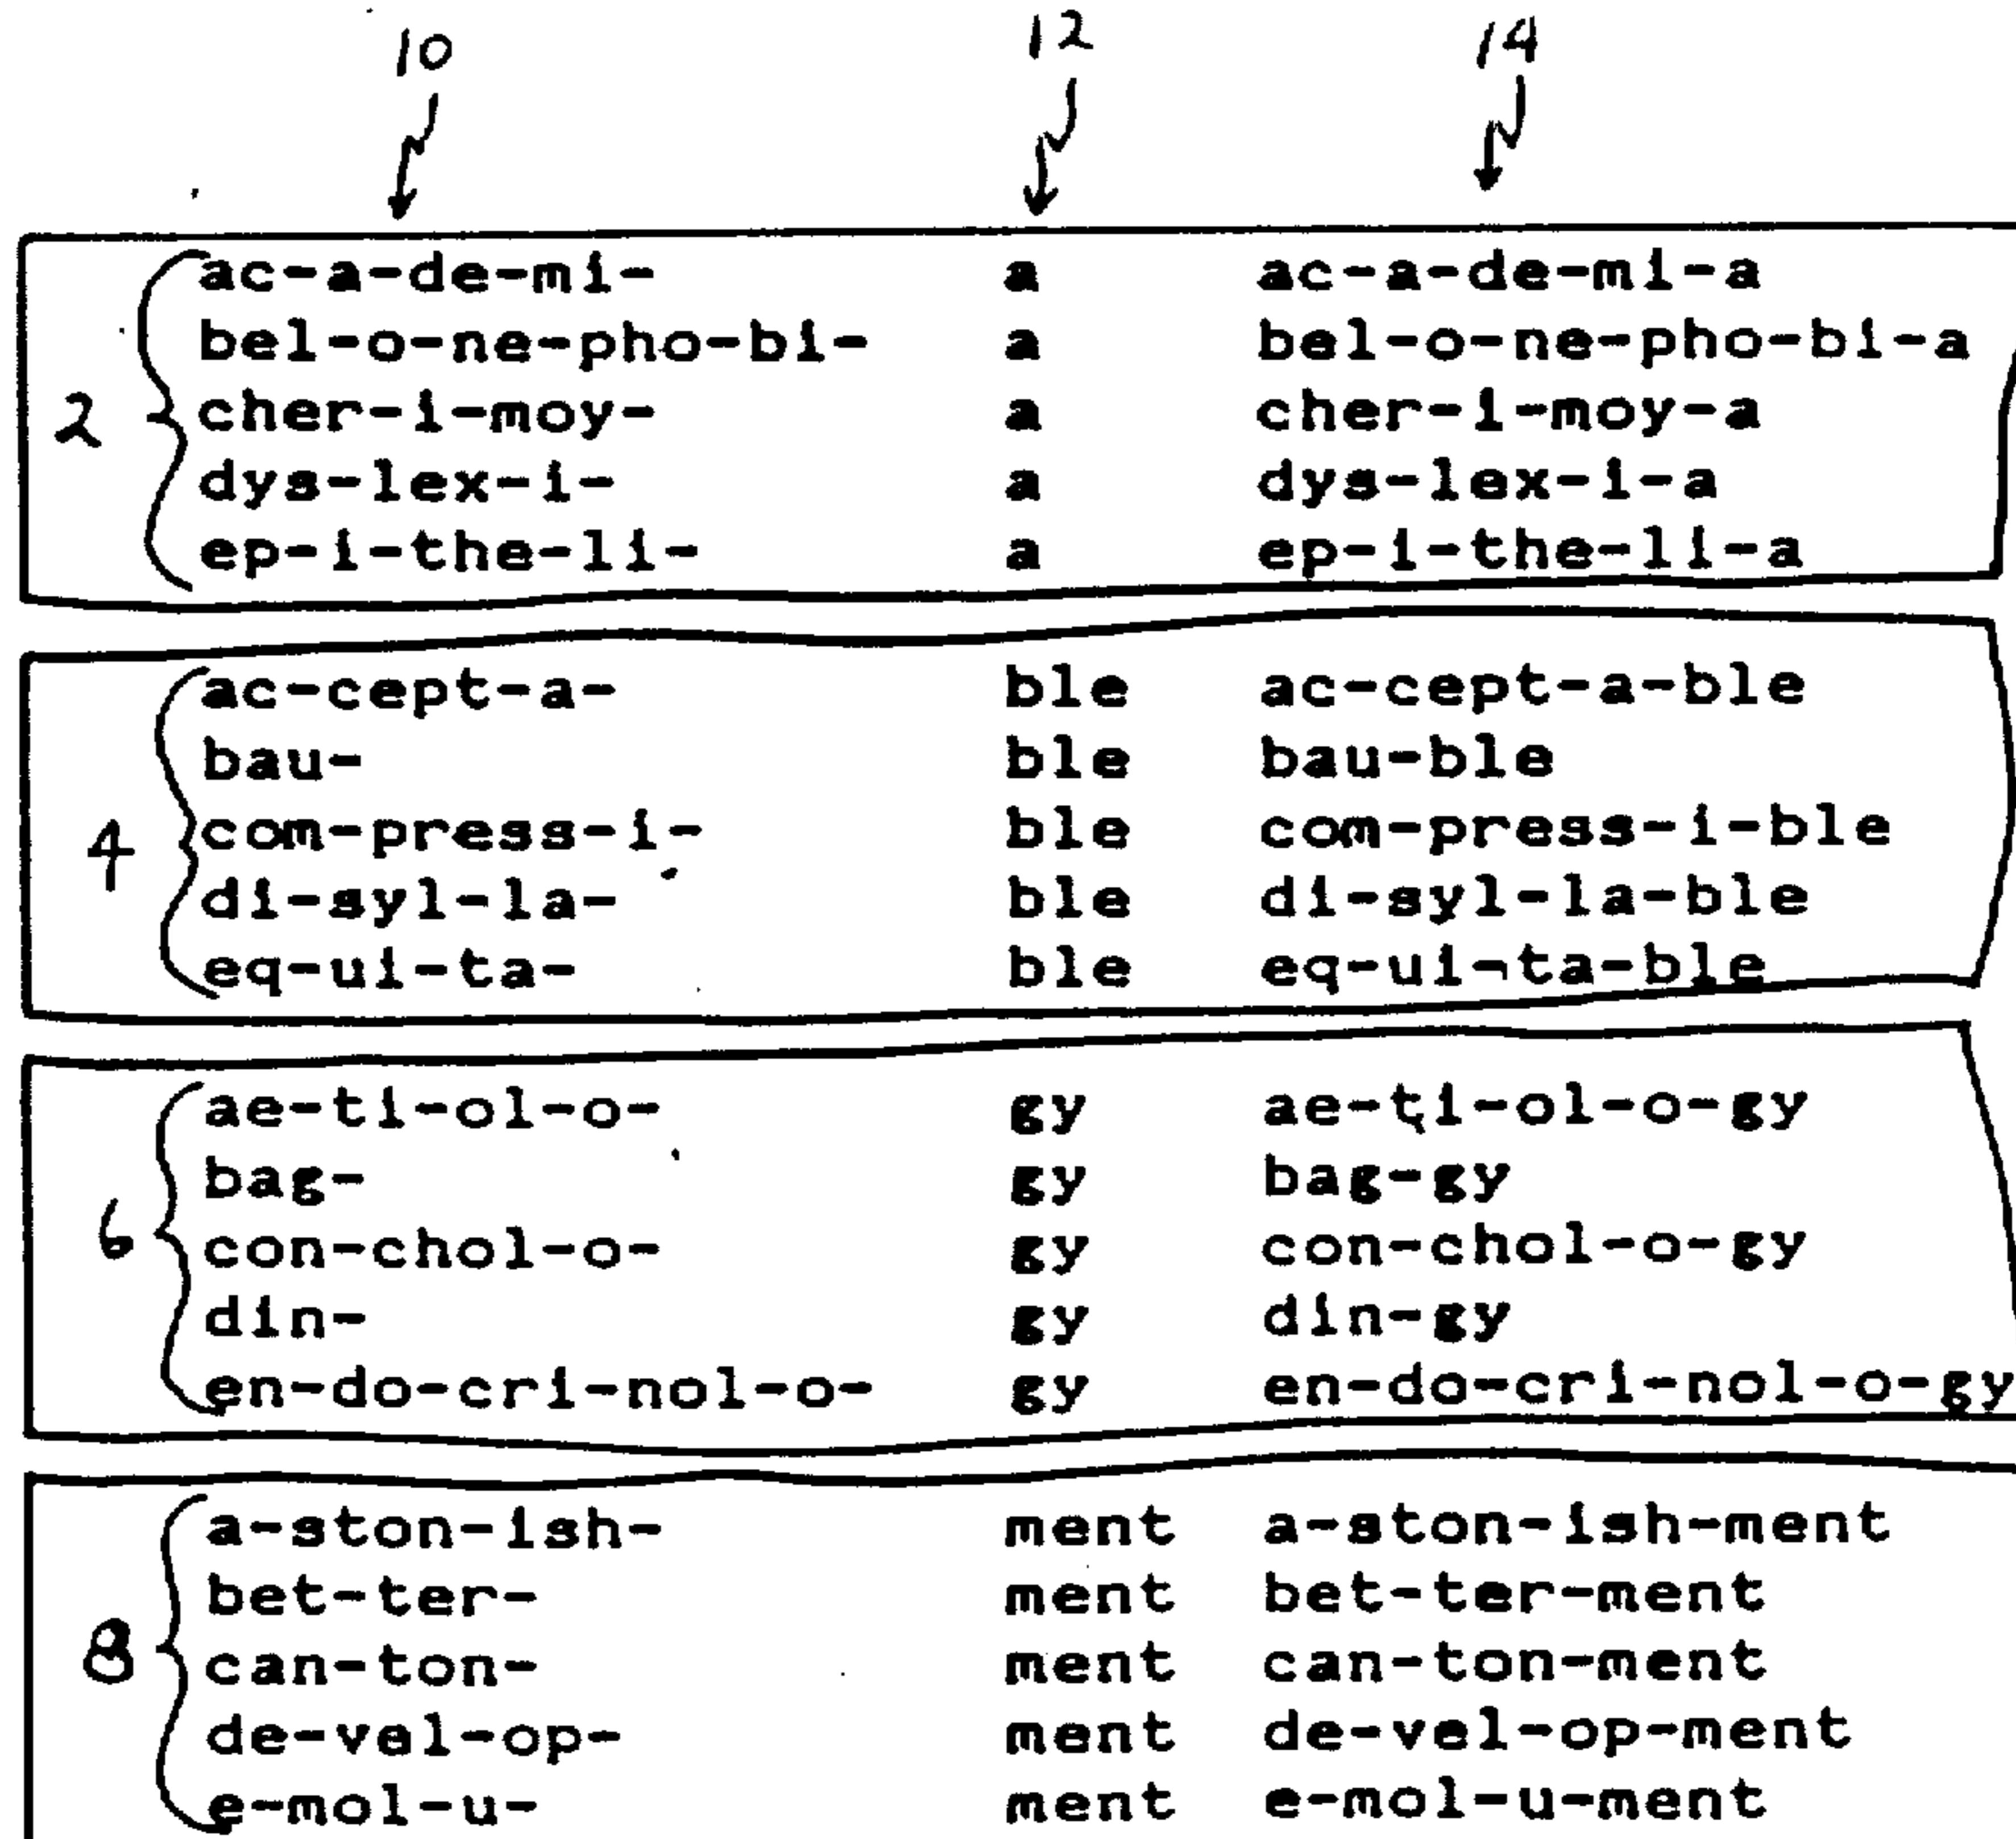 10 12 14
ac-a-de-mi- a ac-a-de-mi-a
bel-o-ne-pho-bi- a bel-o-ne-pho-bi-a
2 cher-i-moy- a cher-i-moy-a
dys-lex-i- a dys-lex-i-a
ep-i-the-li- a ep-i-the-li-a
ac-cept-a- ble ac-cept-a-ble
bau- ble bau-ble
4 com-press-i- ble com-press-i-ble
di-syl-la- ble di-syl-la-ble
eq-ui-ta- ble eq-ui-ta-ble
ae-ti-ol-o- gy ae-ti-ol-o-gy
bag- gy bag-gy
6 con-chol-o- gy con-chol-o-gy
din- gy din-gy
en-do-cri-nol-o- gy en-do-cri-nol-o-gy
a-ston-ish- ment a-ston-ish-ment
bet-ter- ment bet-ter-ment
8 can-ton- ment can-ton-ment
de-vel-op- ment de-vel-op-ment
e-mol-u- ment e-mol-u-ment